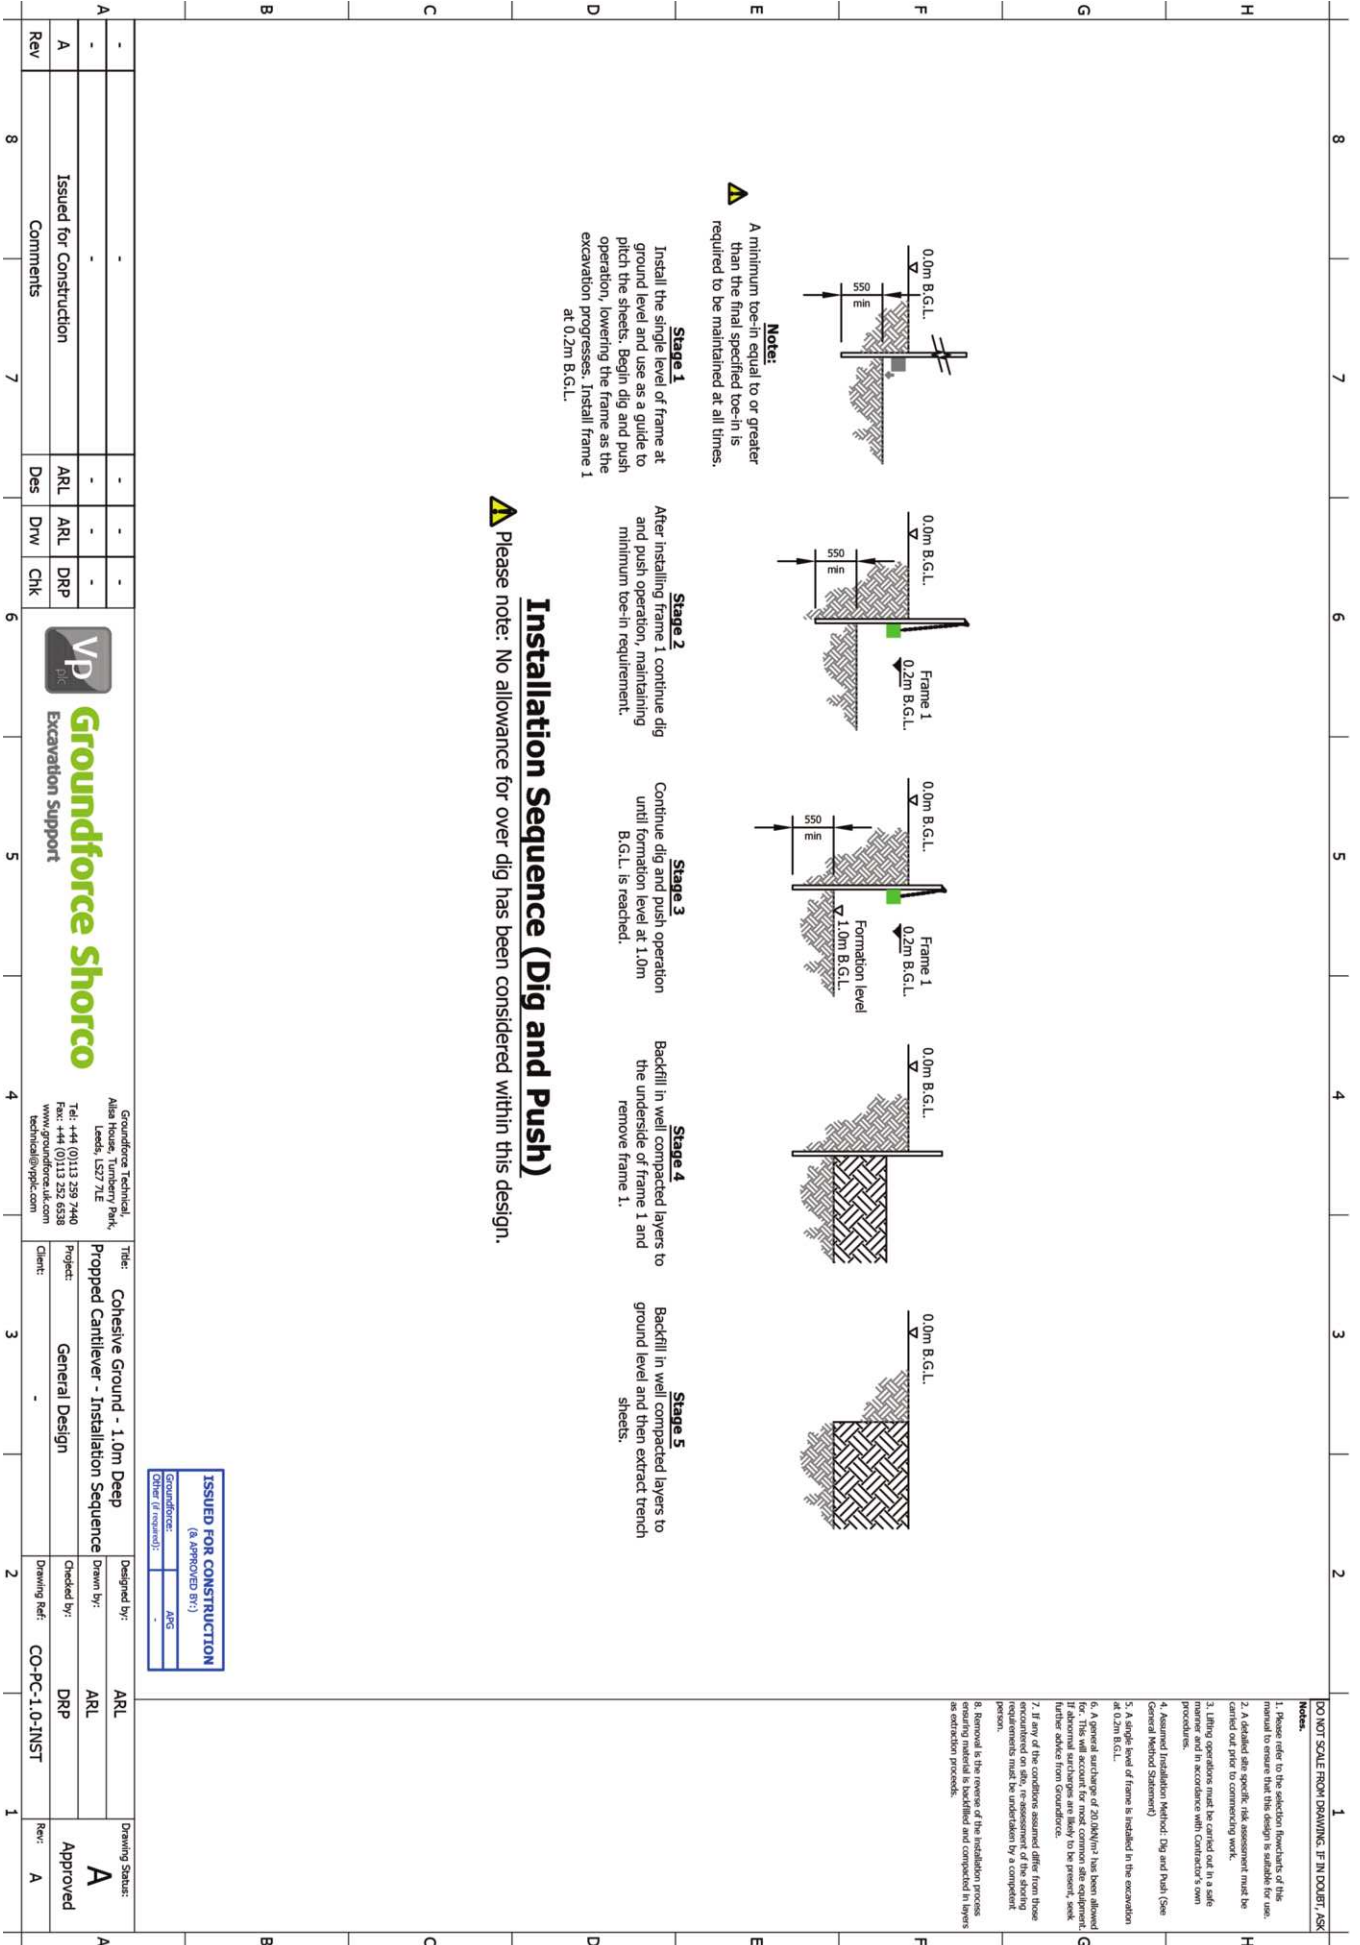 DO NOT SCALE FROM DRAWING. IF IN DOUBT, ASK
Notes.
1. Please refer to the selection flowcharts of this
manual to ensure that this design is suitable for use.
2. A detailed site specific risk assessment must be
carried out prior to commencing work.
3. Lifting operations must be carried out in a safe
manner and in accordance with Contractor's own
procedures.
4. Assumed Installation Method: Dig and Push (See
General Method Statement)
5. A single level of frame is installed in the excavation
at 0.2m B.G.L.
6. A general surcharge of 20.0kN/m² has been allowed
for. This will account for most common site equipment.
If abnormal surcharges are likely to be present, seek
further advice from Groundforce.
7. If any of the conditions assumed differ from those
encountered on site, re-assessment of the shoring
requirements must be undertaken by a competent
person.
8. Removal is the reverse of the installation process
ensuring material is backfilled and compacted in layers
as extraction proceeds.
8 7 6 5 4 3 2 1
H
G
F
E
D
C
B
A
0.0m B.G.L.
550
min
0.0m B.G.L.
550
min
Frame 1
0.2m B.G.L.
0.0m B.G.L.
550
min
Frame 1
0.2m B.G.L.
Formation level
1.0m B.G.L.
0.0m B.G.L.
0.0m B.G.L.
Note:
A minimum toe-in equal to or greater
than the final specified toe-in is
required to be maintained at all times.
Stage 1
Install the single level of frame at
ground level and use as a guide to
pitch the sheets. Begin dig and push
operation, lowering the frame as the
excavation progresses. Install frame 1
at 0.2m B.G.L.
Stage 2
After installing frame 1 continue dig
and push operation, maintaining
minimum toe-in requirement.
Stage 3
Continue dig and push operation
until formation level at 1.0m
B.G.L. is reached.
Stage 4
Backfill in well compacted layers to
the underside of frame 1 and
remove frame 1.
Stage 5
Backfill in well compacted layers to
ground level and then extract trench
sheets.
Installation Sequence (Dig and Push)
Please note: No allowance for over dig has been considered within this design.
ISSUED FOR CONSTRUCTION
(& APPROVED BY:)
Groundforce: APG
Other (if required): -
- - - - -
- - - - -
A Issued for Construction ARL ARL DRP
Rev Comments Des Drw Chk
Vp
plc
Groundforce Shorco
Excavation Support
Groundforce Technical,
Ailsa House, Turnberry Park,
Leeds, LS27 7LE
Tel: +44 (0)113 259 7440
Fax: +44 (0)113 252 6538
www.groundforce.uk.com
technical@vpplc.com
Title: Cohesive Ground - 1.0m Deep
Propped Cantilever - Installation Sequence
Project: General Design
Client: -
Designed by: ARL
Drawn by: ARL
Checked by: DRP
Drawing Ref: CO-PC-1.0-INST
Drawing Status:
A
Approved
Rev: A
8 7 6 5 4 3 2 1
H
G
F
E
D
C
B
A